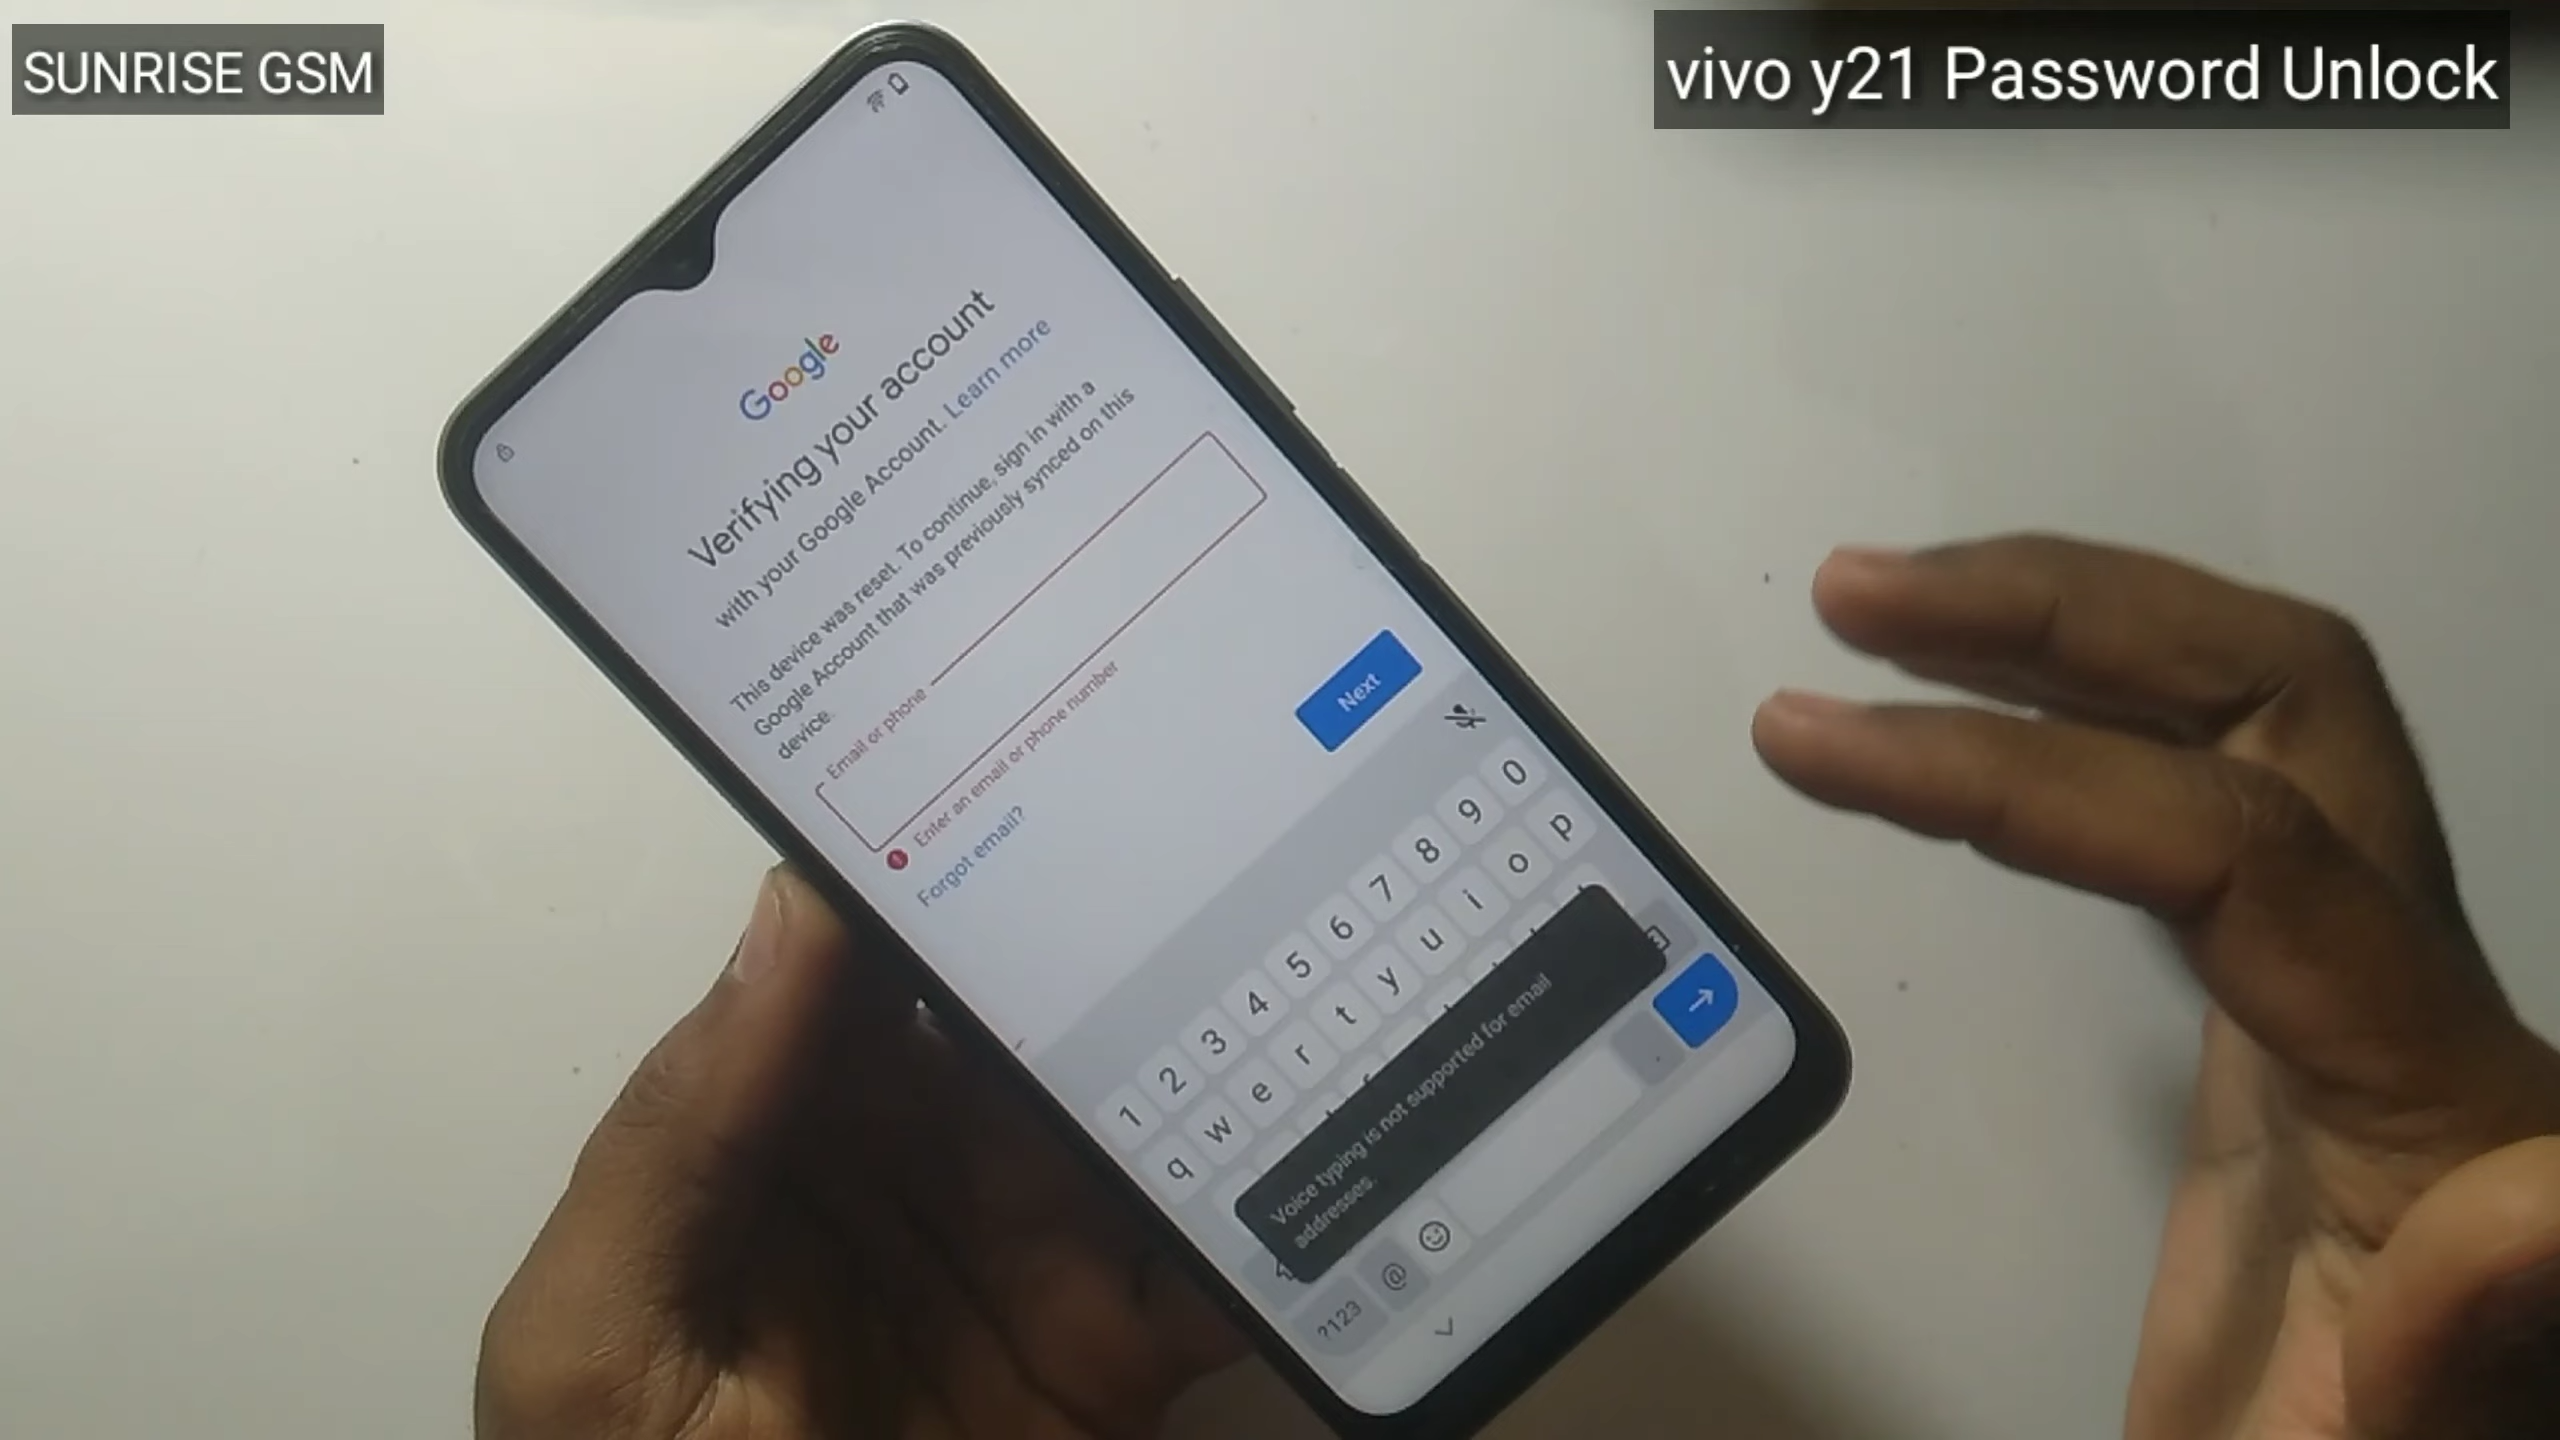 SUNRISE GSM
vivo y21 Password Unlock
Google
Verifying your account
with your Google Account. Learn more
This device was reset. To continue, sign in with a
Google Account that was previously synced on this
device.
Email or phone
Enter an email or phone number
Forgot email?
Next
1 2 3 4 5 6 7 8 9 0
q w e r t y u i o p
Voice typing is not supported for email
addresses.
?123 @ .